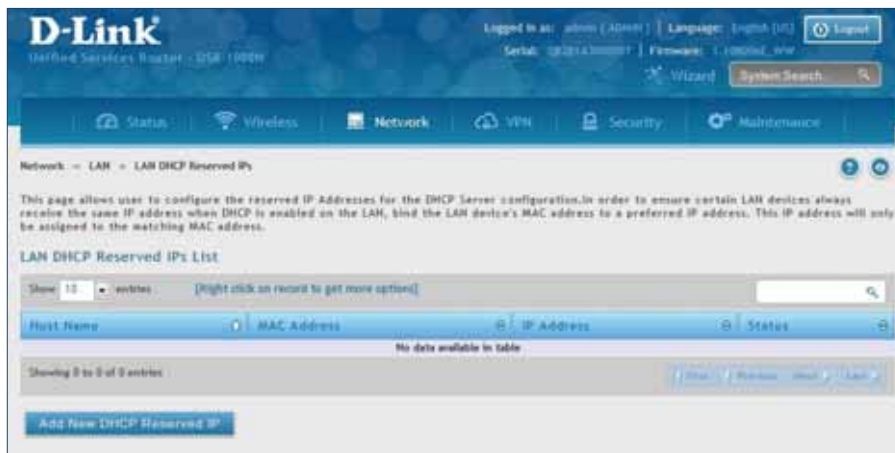 D-Link
Unified Services Router - DSR-1000N
Logged in as: admin ( ADMIN ) | Language: English [US]
Logout
Serial: | Firmware:
Wizard
System Search...
Status
Wireless
Network
VPN
Security
Maintenance
Network » LAN » LAN DHCP Reserved IPs
This page allows user to configure the reserved IP Addresses for the DHCP Server configuration.In order to ensure certain LAN devices always
receive the same IP address when DHCP is enabled on the LAN, bind the LAN device's MAC address to a preferred IP address. This IP address will only
be assigned to the matching MAC address.
LAN DHCP Reserved IPs List
Show 10 entries
[Right click on record to get more options]
Host Name
MAC Address
IP Address
Status
No data available in table
Showing 0 to 0 of 0 entries
First
Previous
Next
Last
Add New DHCP Reserved IP